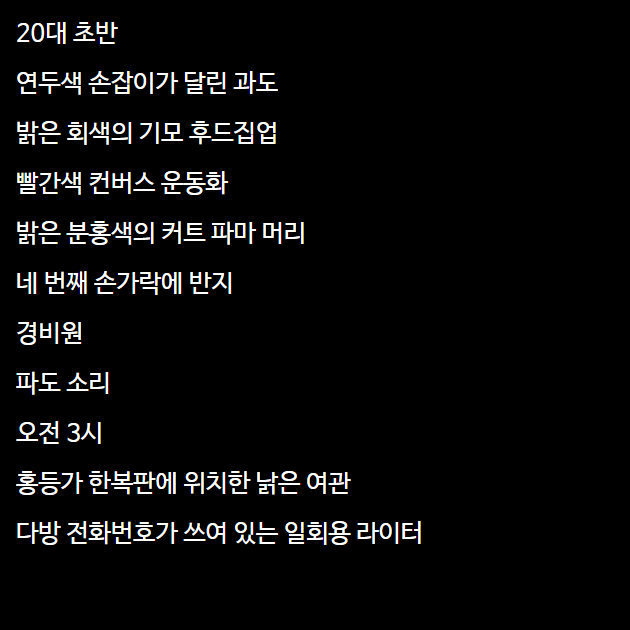 20대 초반
연두색 손잡이가 달린 과도
밝은 회색의 기모 후드집업
빨간색 컨버스 운동화
밝은 분홍색의 커트 파마 머리
네 번째 손가락에 반지
경비원
파도 소리
오전 3시
홍등가 한복판에 위치한 낡은 여관
다방 전화번호가 쓰여 있는 일회용 라이터